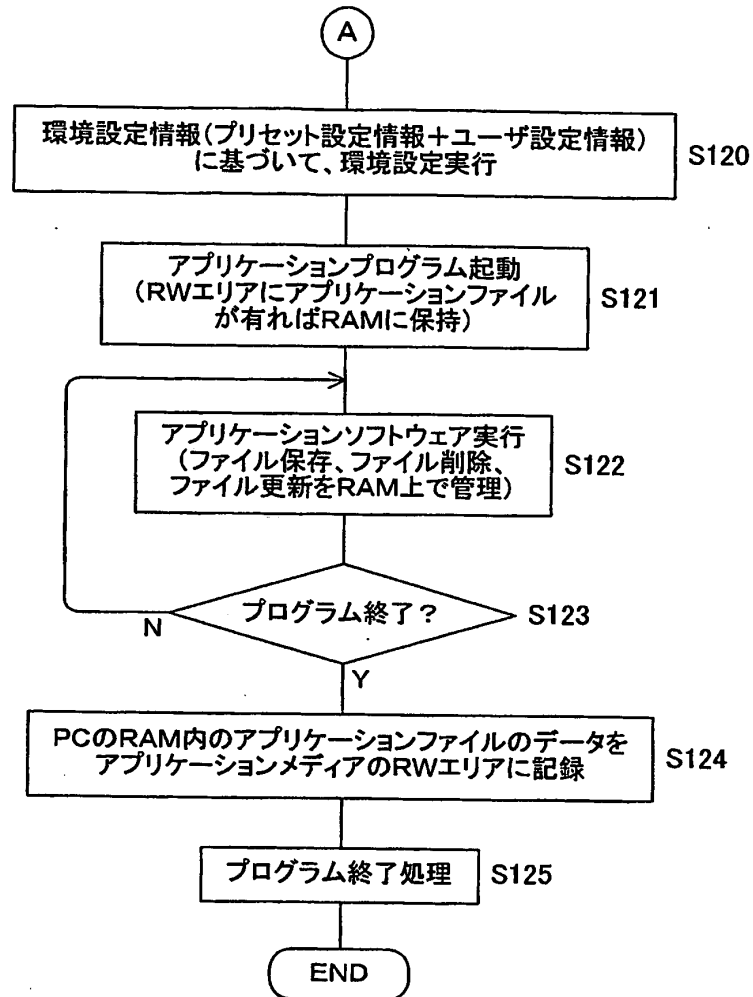 A
環境設定情報(プリセット設定情報+ユーザ設定情報)
に基づいて、環境設定実行
S120
アプリケーションプログラム起動
(RWエリアにアプリケーションファイル
が有ればRAMに保持)
S121
アプリケーションソフトウェア実行
(ファイル保存、ファイル削除、
ファイル更新をRAM上で管理)
S122
プログラム終了?
S123
N
Y
PCのRAM内のアプリケーションファイルのデータを
アプリケーションメディアのRWエリアに記録
S124
プログラム終了処理
S125
END